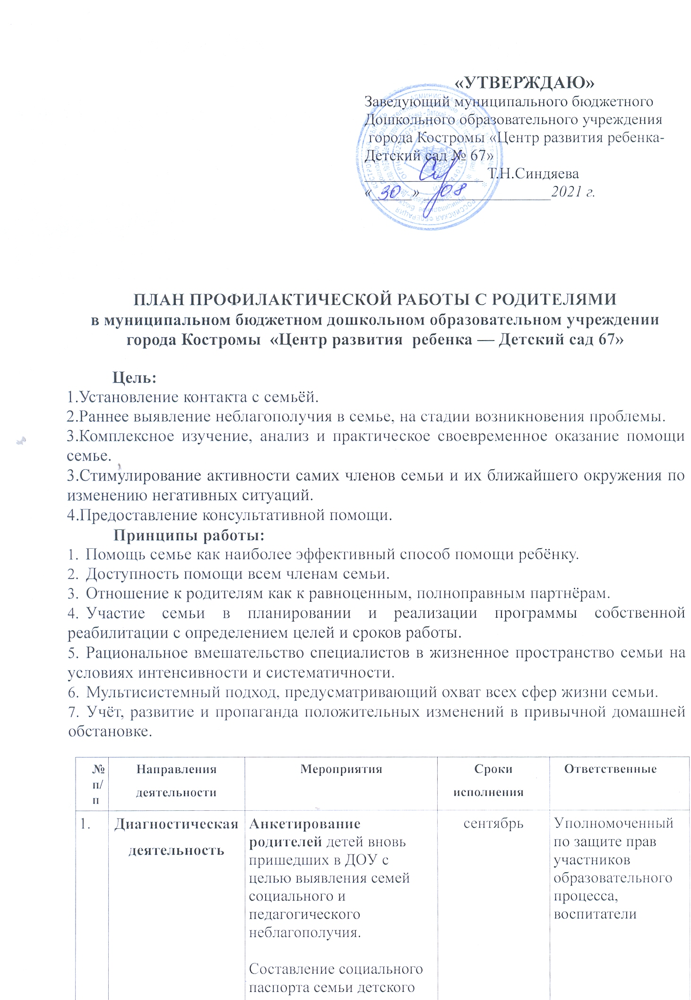 «УТВЕРЖДАЮ»
Заведующий муниципального бюджетного
Дошкольного образовательного учреждения
города Костромы «Центр развития ребенка-
Детский сад № 67»
Т.Н.Синдяева
« 30 » 08 2021 г.
РОССИЙСКАЯ ФЕДЕРАЦИЯ
ПЛАН ПРОФИЛАКТИЧЕСКОЙ РАБОТЫ С РОДИТЕЛЯМИ
в муниципальном бюджетном дошкольном образовательном учреждении
города Костромы «Центр развития ребенка — Детский сад 67»
Цель:
1.Установление контакта с семьёй.
2.Раннее выявление неблагополучия в семье, на стадии возникновения проблемы.
3.Комплексное изучение, анализ и практическое своевременное оказание помощи
семье.
3.Стимулирование активности самих членов семьи и их ближайшего окружения по
изменению негативных ситуаций.
4.Предоставление консультативной помощи.
Принципы работы:
1. Помощь семье как наиболее эффективный способ помощи ребёнку.
2. Доступность помощи всем членам семьи.
3. Отношение к родителям как к равноценным, полноправным партнёрам.
4. Участие семьи в планировании и реализации программы собственной
реабилитации с определением целей и сроков работы.
5. Рациональное вмешательство специалистов в жизненное пространство семьи на
условиях интенсивности и систематичности.
6. Мультисистемный подход, предусматривающий охват всех сфер жизни семьи.
7. Учёт, развитие и пропаганда положительных изменений в привычной домашней
обстановке.
№
п/
п
Направления
деятельности
Мероприятия
Сроки
исполнения
Ответственные
1.
Диагностическая
деятельность
Анкетирование
родителей детей вновь
пришедших в ДОУ с
целью выявления семей
социального и
педагогического
неблагополучия.
Составление социального
паспорта семьи детского
сентябрь
Уполномоченный
по защите прав
участников
образовательного
процесса,
воспитатели